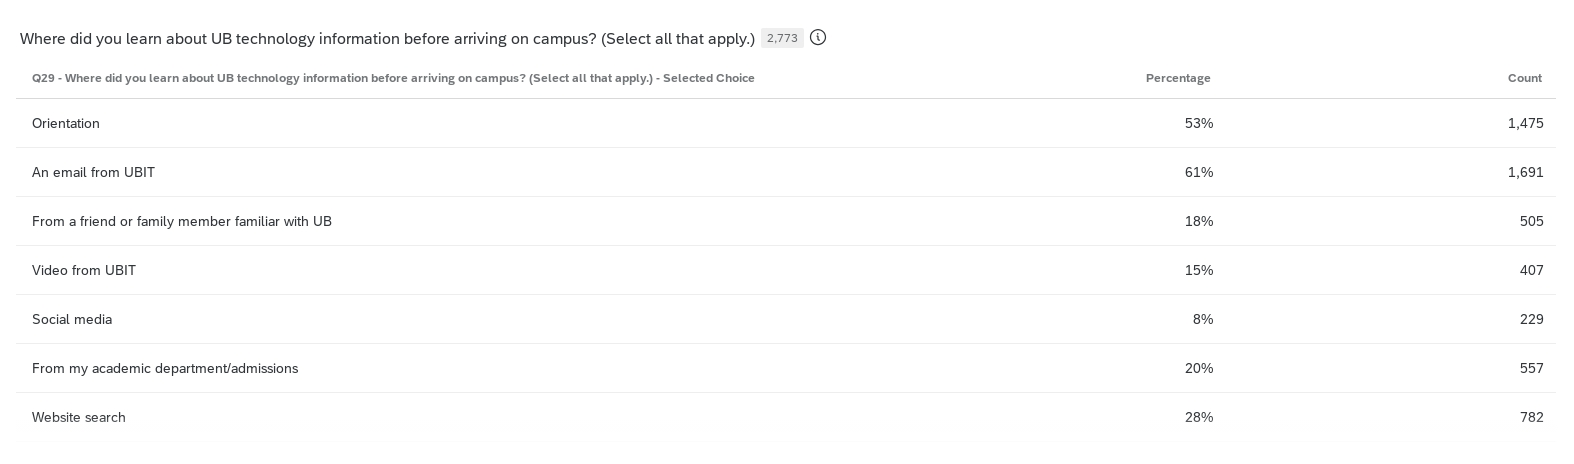 Where did you learn about UB technology information before arriving on campus? (Select all that apply.) 2,773
Q29 - Where did you learn about UB technology information before arriving on campus? (Select all that apply.) - Selected Choice Percentage Count
Orientation 53% 1,475
An email from UBIT 61% 1,691
From a friend or family member familiar with UB 18% 505
Video from UBIT 15% 407
Social media 8% 229
From my academic department/admissions 20% 557
Website search 28% 782